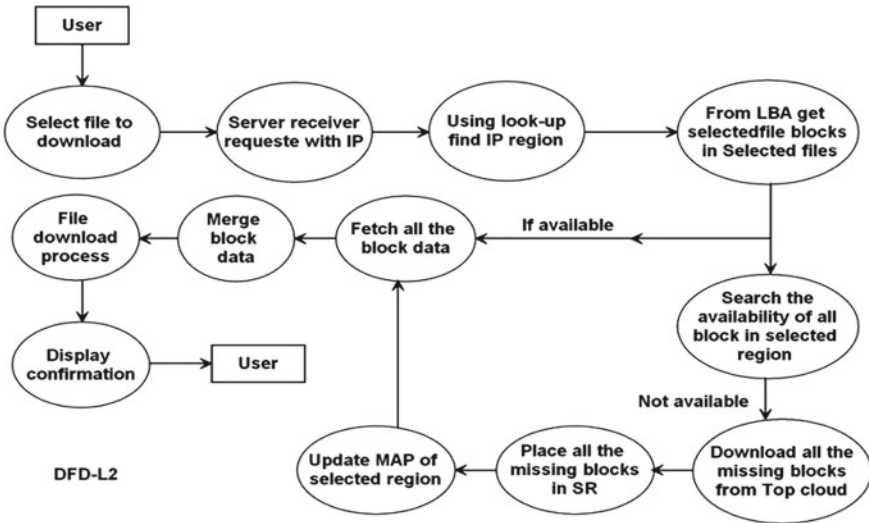 User
Select file to
download
Server receiver
requeste with IP
Using look-up
find IP region
From LBA get
selectedfile blocks
in Selected files
If available
Fetch all the
block data
Merge
block
data
File
download
process
Display
confirmation
User
Search the
availability of all
block in selected
region
Not available
Download all the
missing blocks
from Top cloud
Place all the
missing blocks
in SR
Update MAP of
selected region
DFD-L2